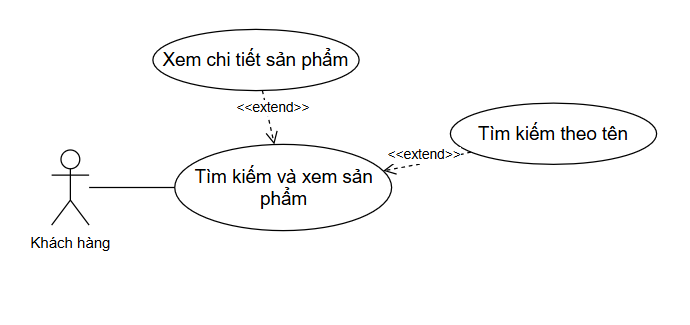 Xem chi tiết sản phẩm
<<extend>>
Tìm kiếm theo tên
<<extend>>
Tìm kiếm và xem sản
phẩm
Khách hàng